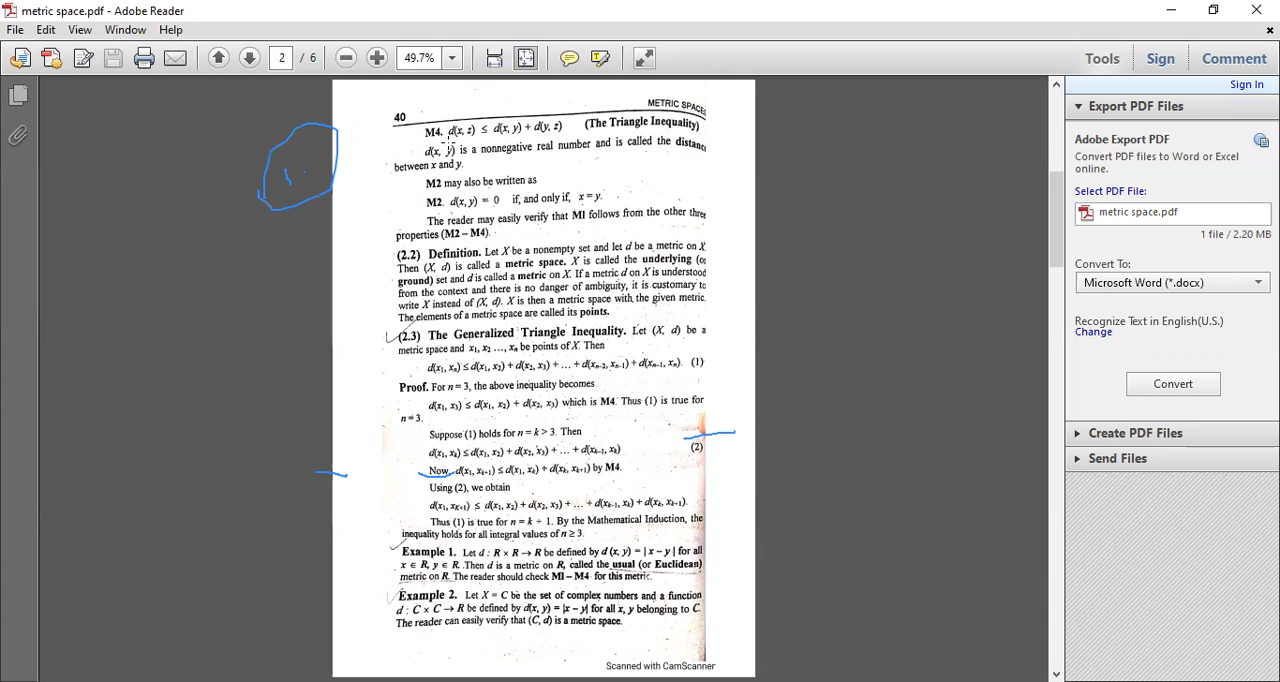 metric space.pdf - Adobe Reader
File Edit View Window Help
2 / 6 49.7% Tools Sign Comment
Sign In
Export PDF Files
Adobe Export PDF
Convert PDF files to Word or Excel
online.
Select PDF File:
metric space.pdf
1 file / 2.20 MB
Convert To:
Microsoft Word (*.docx)
Recognize Text in English(U.S.)
Change
Convert
Create PDF Files
Send Files
40 METRIC SPACES
M4. d(x, z) ≤ d(x, y) + d(y, z) (The Triangle Inequality)
d(x, y) is a nonnegative real number and is called the distance
between x and y.
M2 may also be written as
M2. d(x, y) = 0 if, and only if, x = y.
The reader may easily verify that M1 follows from the other three
properties (M2 – M4).
(2.2) Definition. Let X be a nonempty set and let d be a metric on X.
Then (X, d) is called a metric space. X is called the underlying (or
ground) set and d is called a metric on X. If a metric d on X is understood
from the context and there is no danger of ambiguity, it is customary to
write X instead of (X, d). X is then a metric space with the given metric.
The elements of a metric space are called its points.
(2.3) The Generalized Triangle Inequality. Let (X, d) be a
metric space and x₁, x₂ ..., xₙ be points of X. Then
d(x₁, xₙ) ≤ d(x₁, x₂) + d(x₂, x₃) + ... + d(xₙ₋₂, xₙ₋₁) + d(xₙ₋₁, xₙ). (1)
Proof. For n = 3, the above inequality becomes
d(x₁, x₃) ≤ d(x₁, x₂) + d(x₂, x₃) which is M4. Thus (1) is true for
n = 3.
Suppose (1) holds for n = k > 3. Then
d(x₁, xₖ) ≤ d(x₁, x₂) + d(x₂, x₃) + ... + d(xₖ₋₁, xₖ) (2)
Now d(x₁, xₖ₊₁) ≤ d(x₁, xₖ) + d(xₖ, xₖ₊₁) by M4.
Using (2), we obtain
d(x₁, xₖ₊₁) ≤ d(x₁, x₂) + d(x₂, x₃) + ... + d(xₖ₋₁, xₖ) + d(xₖ, xₖ₊₁).
Thus (1) is true for n = k + 1. By the Mathematical Induction, the
inequality holds for all integral values of n ≥ 3.
Example 1. Let d : R × R → R be defined by d (x, y) = | x – y | for all
x ∈ R, y ∈ R. Then d is a metric on R, called the usual (or Euclidean)
metric on R. The reader should check M1 – M4 for this metric.
Example 2. Let X = C be the set of complex numbers and a function
d : C × C → R be defined by d(x, y) = |x – y| for all x, y belonging to C.
The reader can easily verify that (C, d) is a metric space.
Scanned with CamScanner